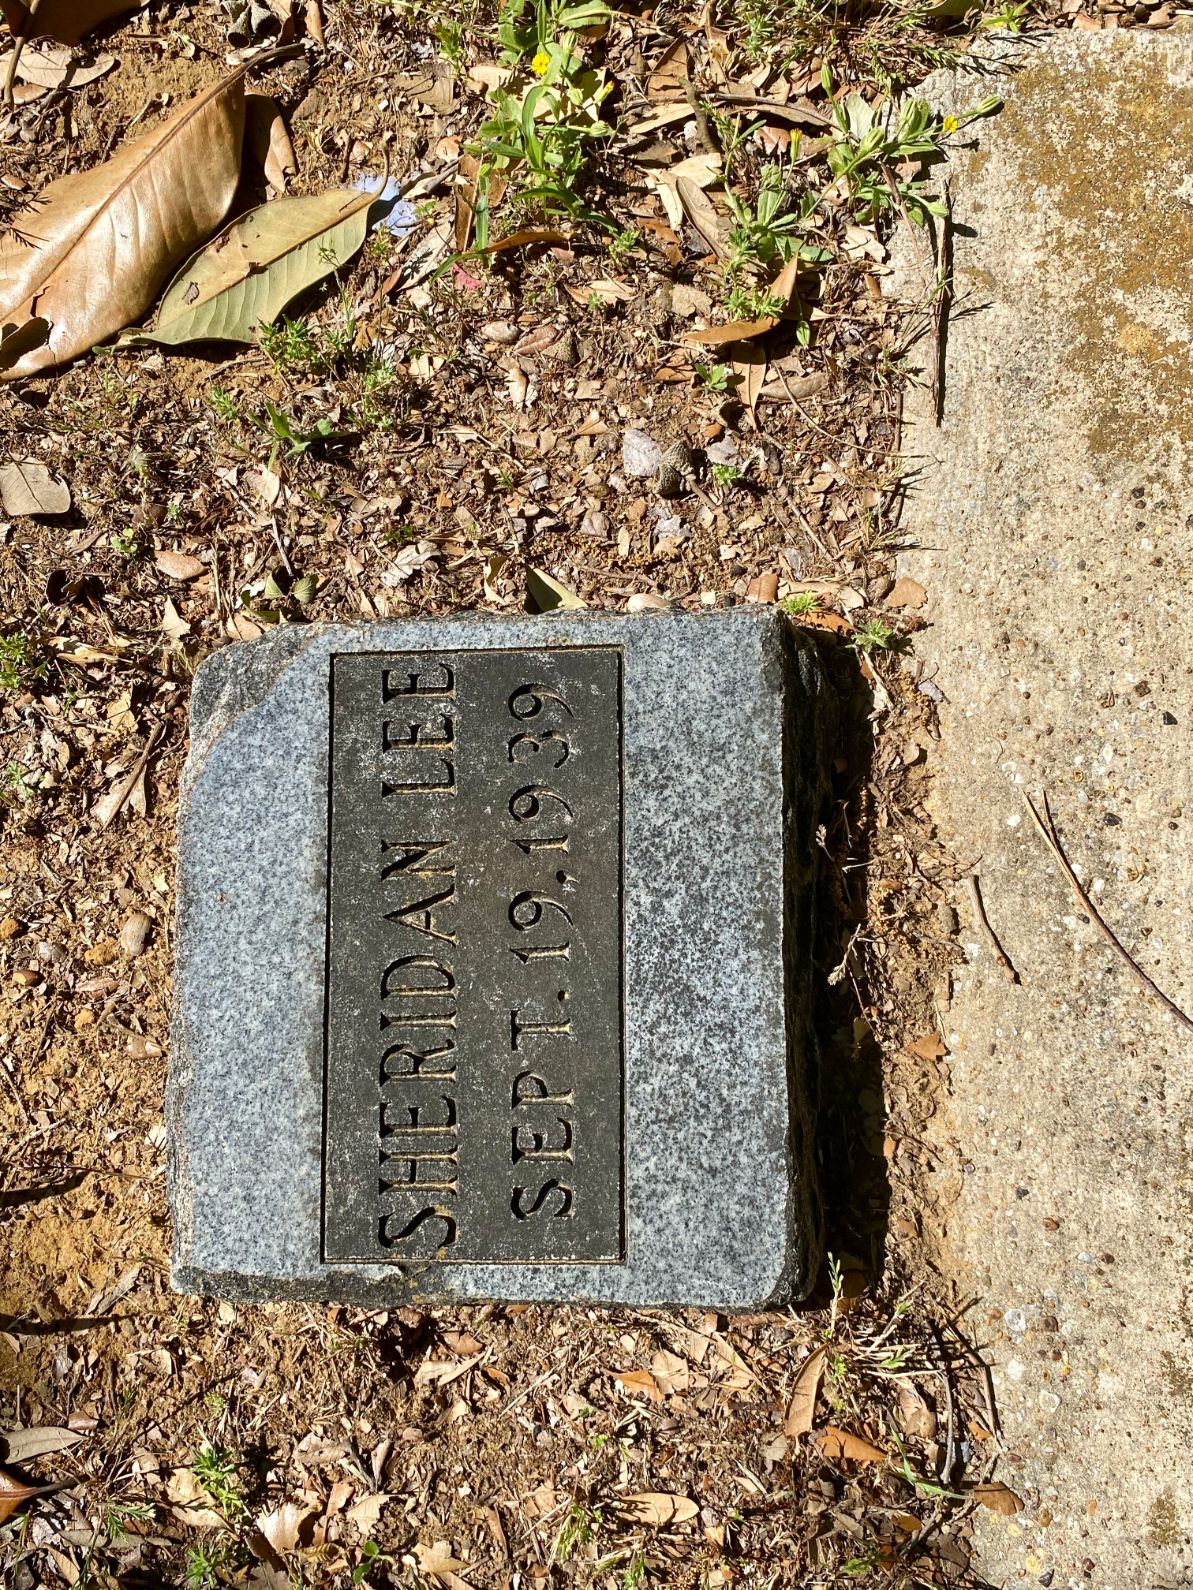 SHERIDAN LEE
SEPT. 19, 1939